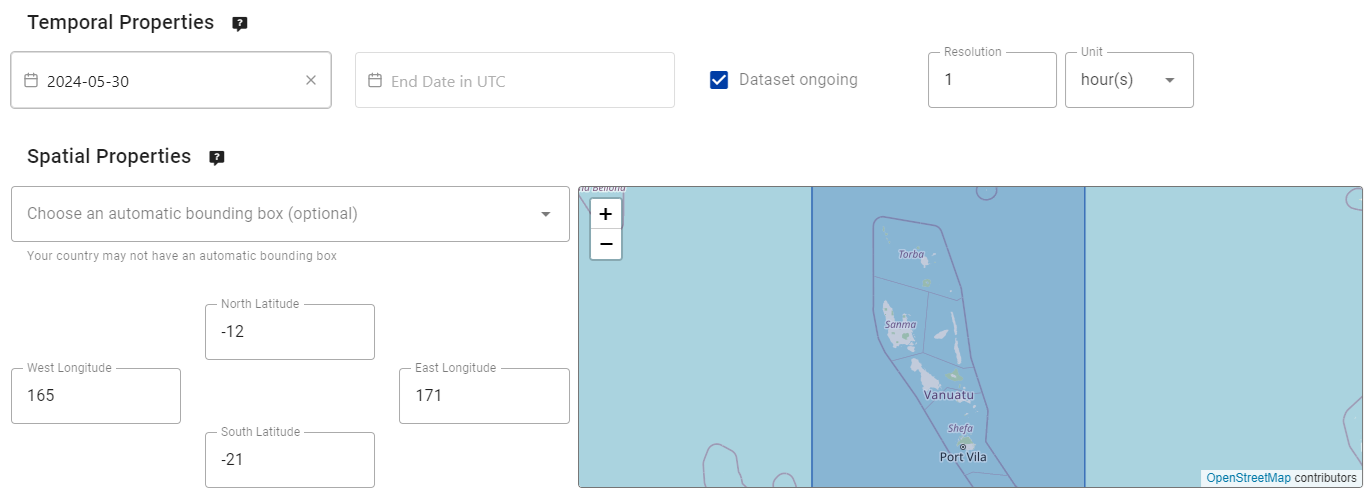 Temporal Properties
2024-05-30
End Date in UTC
Dataset ongoing
Resolution
1
Unit
hour(s)
Spatial Properties
Choose an automatic bounding box (optional)
Your country may not have an automatic bounding box
North Latitude
-12
West Longitude
165
East Longitude
171
South Latitude
-21
+
−
Torba
Sanma
Vanuatu
Shefa
Port Vila
OpenStreetMap contributors